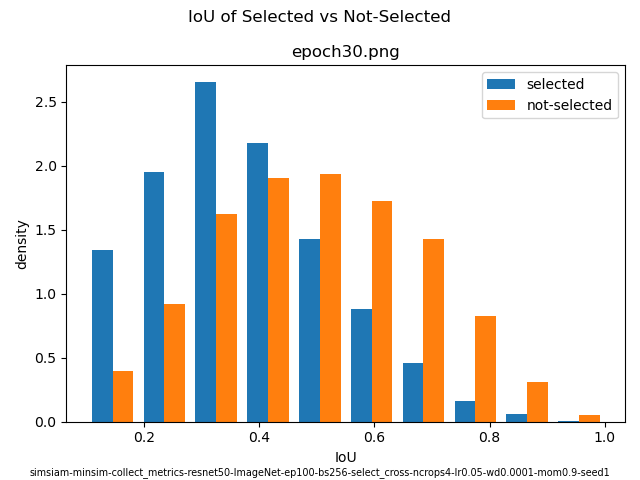 IoU of Selected vs Not-Selected
epoch30.png
selected
not-selected
density
2.5
2.0
1.5
1.0
0.5
0.0
0.2
0.4
0.6
0.8
1.0
IoU
simsiam-minsim-collect_metrics-resnet50-ImageNet-ep100-bs256-select_cross-ncrops4-lr0.05-wd0.0001-mom0.9-seed1